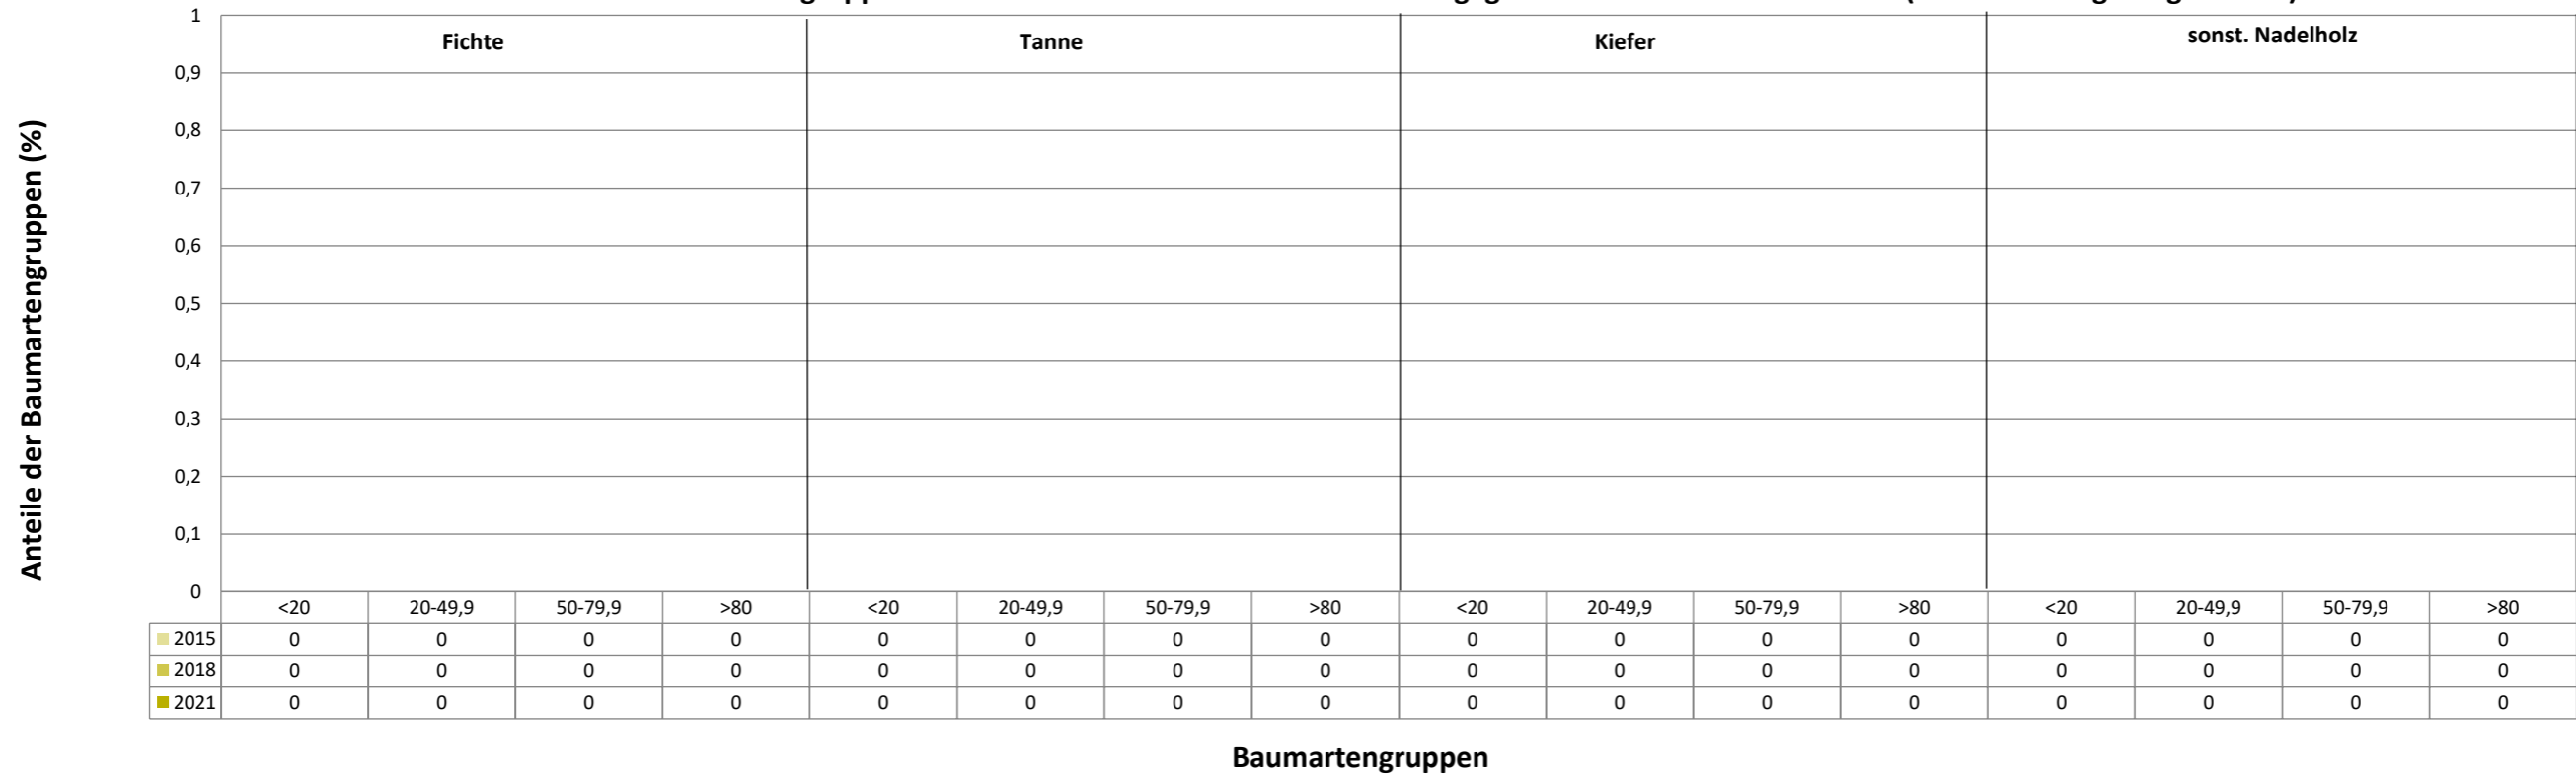 1
Fichte Tanne Kiefer sonst. Nadelholz
0,9
0,8
0,7
0,6
0,5
0,4
0,3
0,2
0,1
0
Anteile der Baumartengruppen (%)
<20 20-49,9 50-79,9 >80 <20 20-49,9 50-79,9 >80 <20 20-49,9 50-79,9 >80 <20 20-49,9 50-79,9 >80
2015 0 0 0 0 0 0 0 0 0 0 0 0 0 0 0 0
2018 0 0 0 0 0 0 0 0 0 0 0 0 0 0 0 0
2021 0 0 0 0 0 0 0 0 0 0 0 0 0 0 0 0
Baumartengruppen